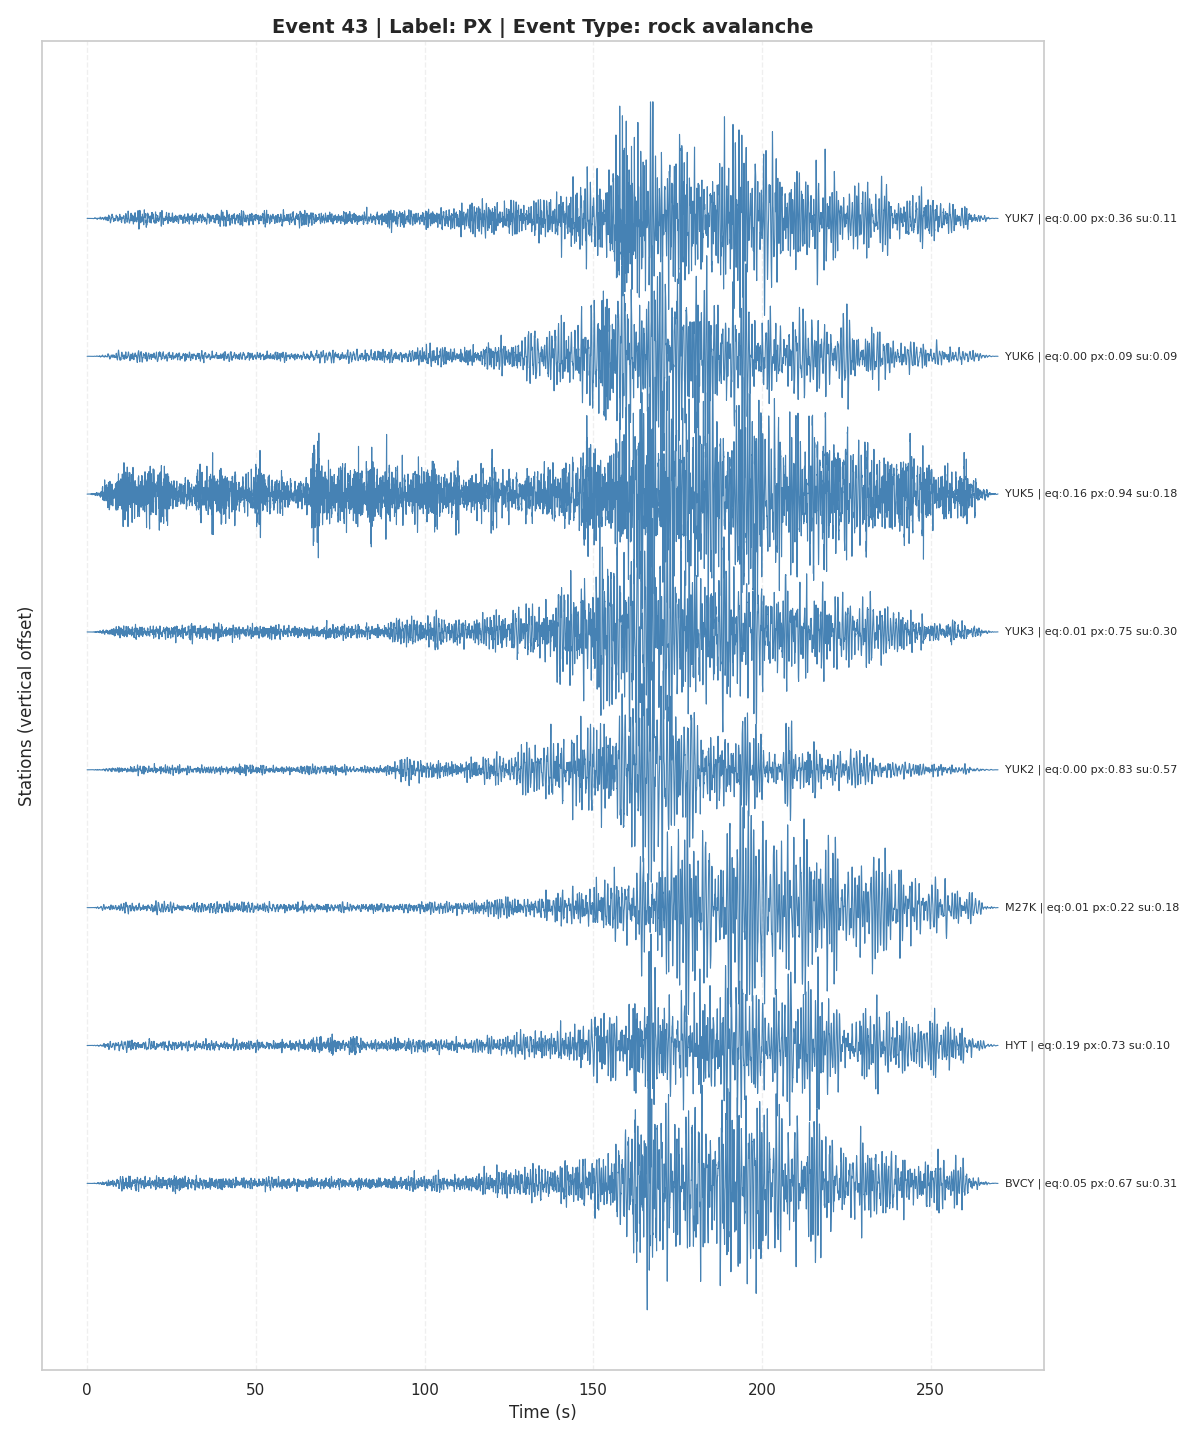 Event 43 | Label: PX | Event Type: rock avalanche
YUK7 | eq:0.00 px:0.36 su:0.11
YUK6 | eq:0.00 px:0.09 su:0.09
YUK5 | eq:0.16 px:0.94 su:0.18
YUK3 | eq:0.01 px:0.75 su:0.30
YUK2 | eq:0.00 px:0.83 su:0.57
M27K | eq:0.01 px:0.22 su:0.18
HYT | eq:0.19 px:0.73 su:0.10
BVCY | eq:0.05 px:0.67 su:0.31
Stations (vertical offset)
0 50 100 150 200 250
Time (s)